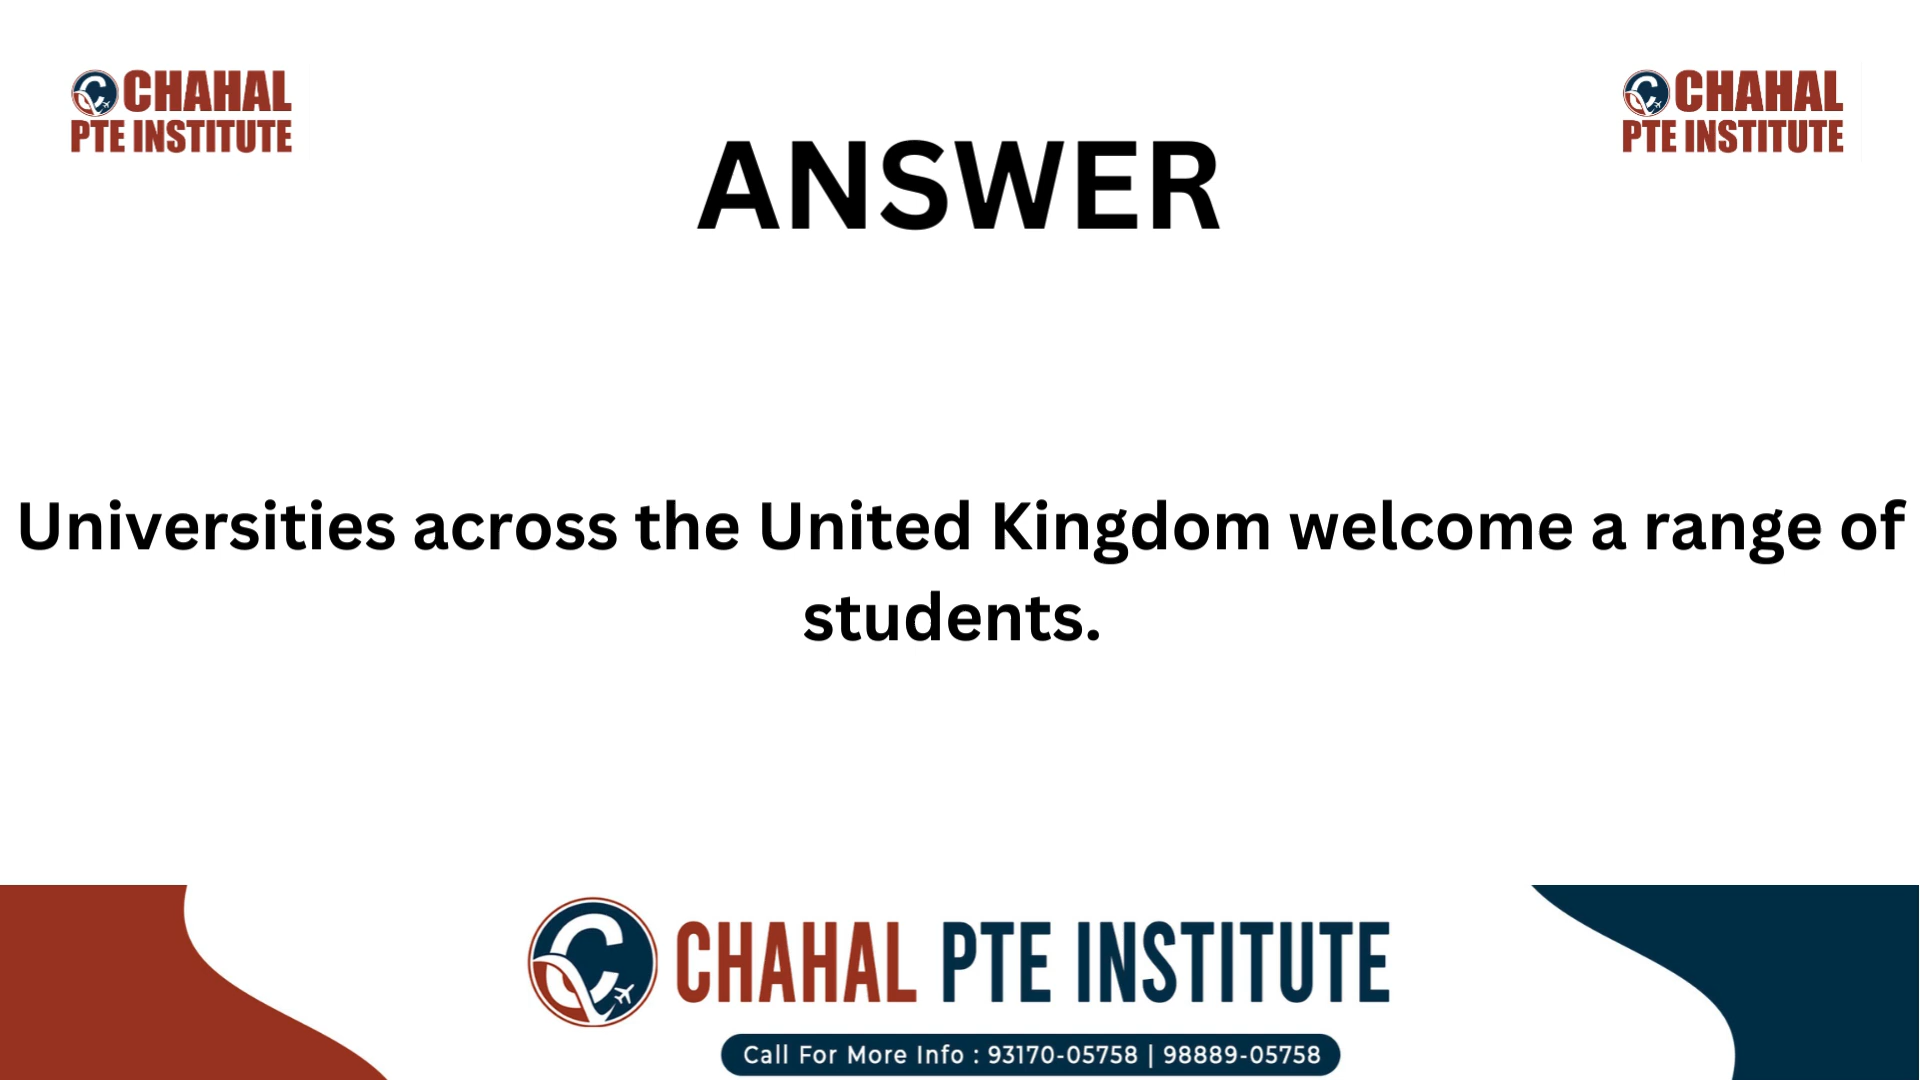 CHAHAL
PTE INSTITUTE
CHAHAL
PTE INSTITUTE
ANSWER
Universities across the United Kingdom welcome a range of
students.
CHAHAL PTE INSTITUTE
Call For More Info : 93170-05758 | 98889-05758